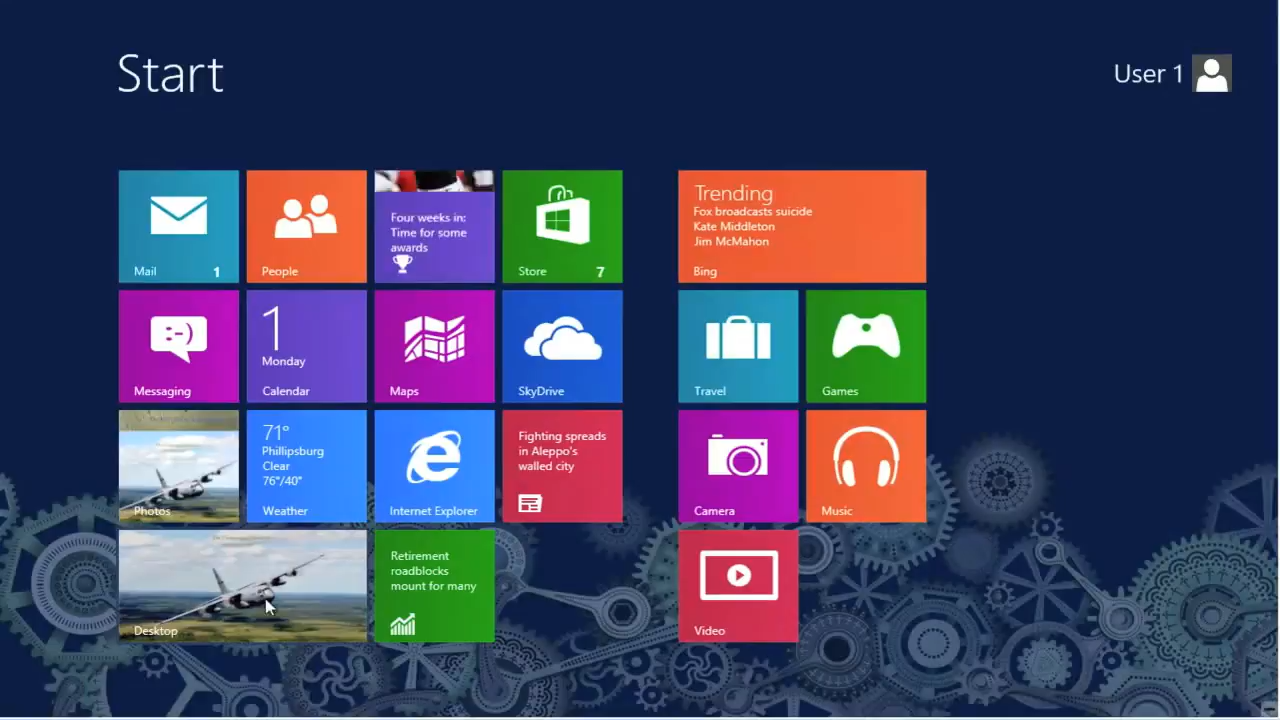 Start
User 1
Mail 1
People
Four weeks in:
Time for some
awards
Store 7
Trending
Fox broadcasts suicide
Kate Middleton
Jim McMahon
Bing
Messaging
1
Monday
Calendar
Maps
SkyDrive
Travel
Games
Photos
71°
Phillipsburg
Clear
76°/40°
Weather
Internet Explorer
Fighting spreads
in Aleppo's
walled city
Camera
Music
Desktop
Retirement
roadblocks
mount for many
Video